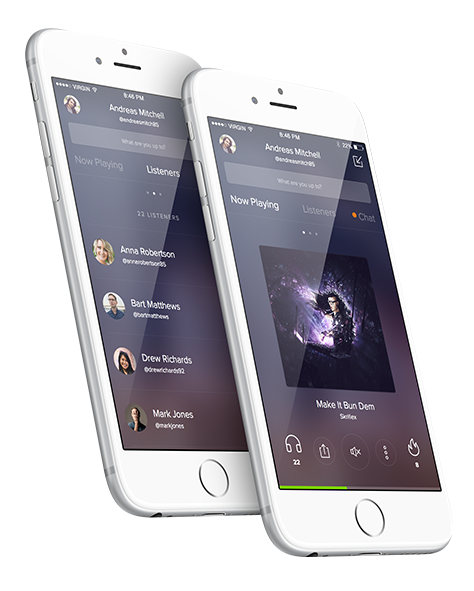 VIRGIN
8:46 PM
Andreas Mitchell
@andreasmitch85
What are you up to?
Now Playing
Listeners
22 LISTENERS
Anna Robertson
@annarobertson85
Bart Matthews
@bartmatthews
Drew Richards
@drewrichards92
Mark Jones
@markjones
VIRGIN
8:46 PM
22%
Andreas Mitchell
@andreasmitch85
What are you up to?
Now Playing
Listeners
Chat
Make It Bun Dem
Skrillex
22
8